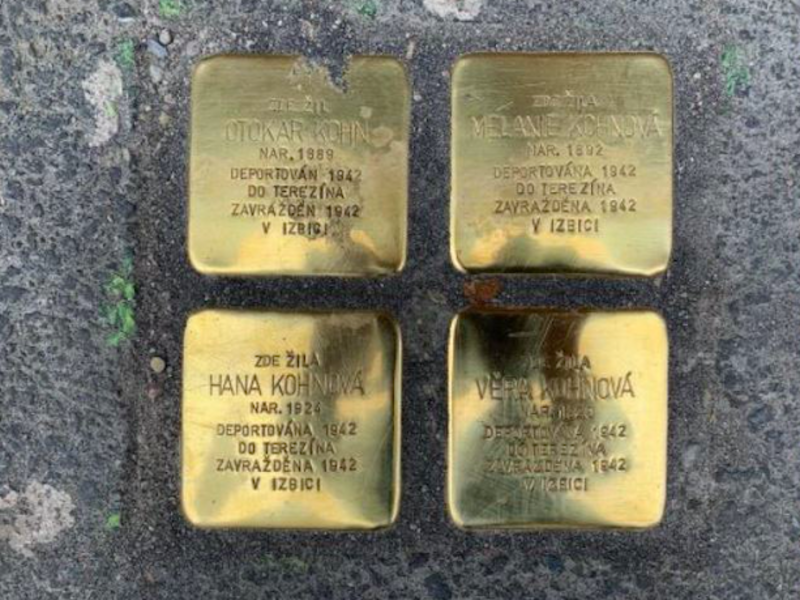 ZDE ŽIL
OTOKAR KOHN
NAR. 1889
DEPORTOVÁN 1942
DO TEREZÍNA
ZAVRAŽDĚN 1942
V IZBICI
ZDE ŽILA
MELANIE KOHNOVÁ
NAR. 1892
DEPORTOVÁNA 1942
DO TEREZÍNA
ZAVRAŽDĚNA 1942
V IZBICI
ZDE ŽILA
HANA KOHNOVÁ
NAR. 1924
DEPORTOVÁNA 1942
DO TEREZÍNA
ZAVRAŽDĚNA 1942
V IZBICI
ZDE ŽILA
VĚRA KOHNOVÁ
NAR.
DEPORTOVÁNA 1942
DO TEREZÍNA
ZAVRAŽDĚNA 1942
V IZBICI